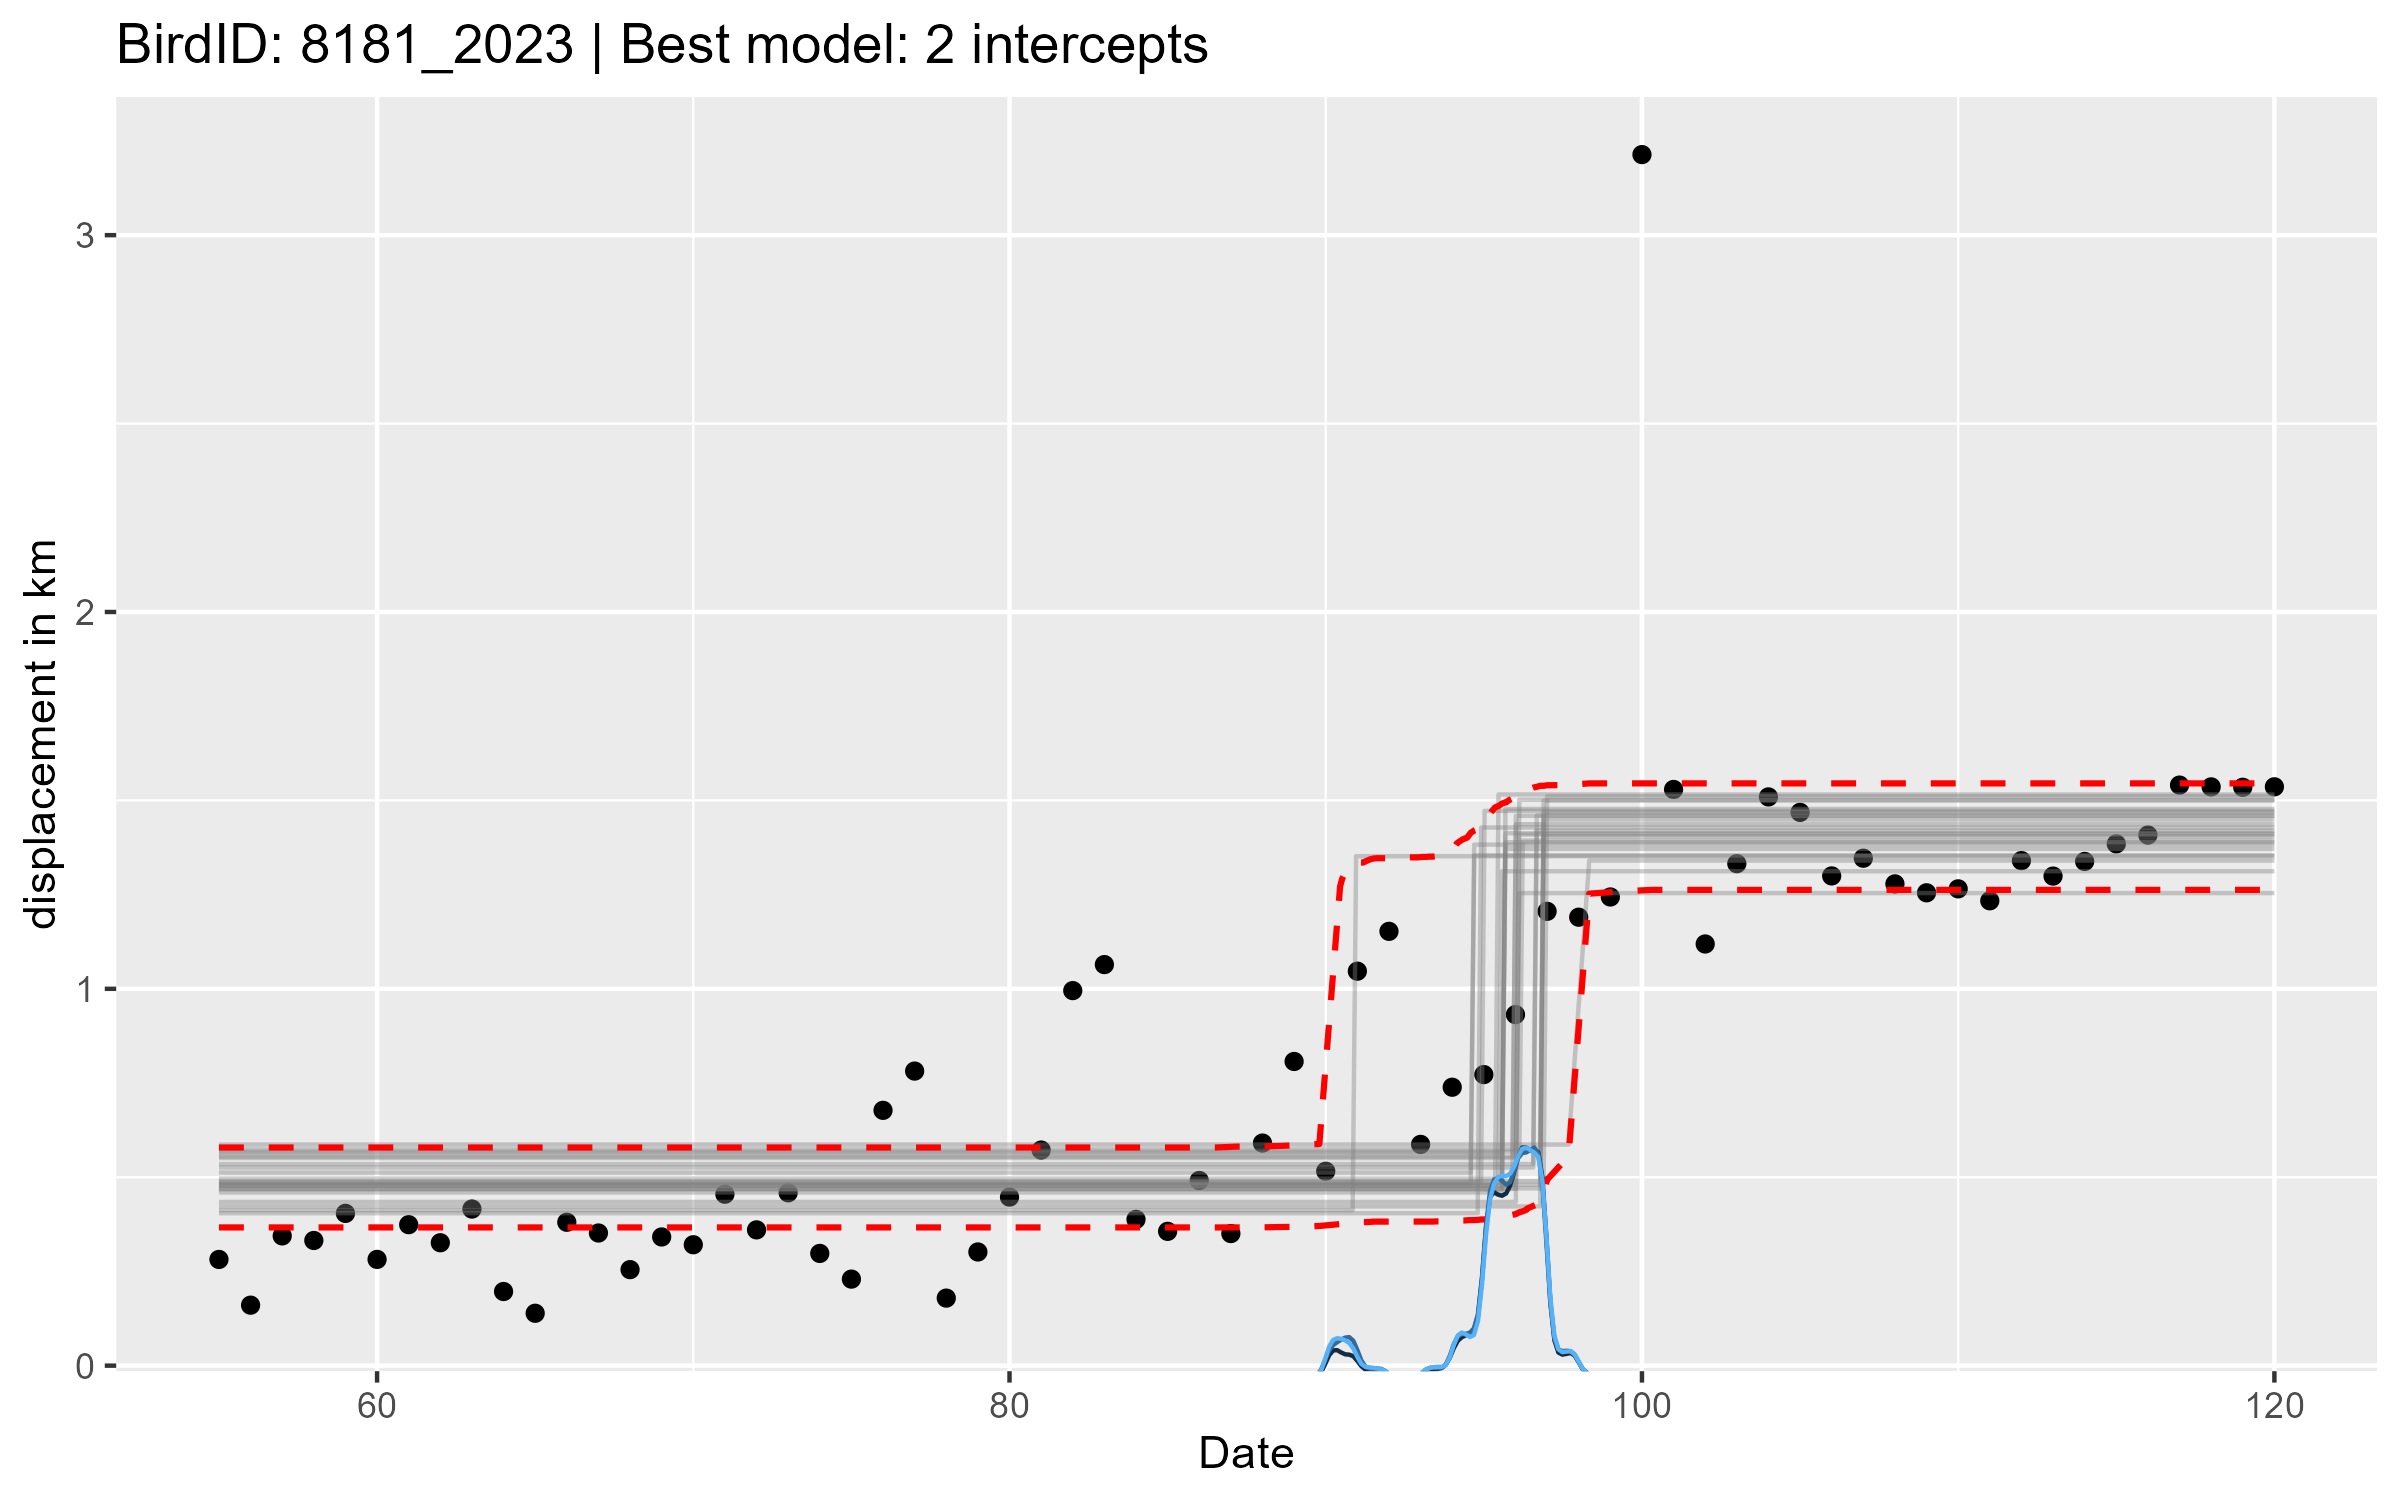 BirdID: 8181_2023 | Best model: 2 intercepts
displacement in km
3
2
1
0
60 80 100 120
Date